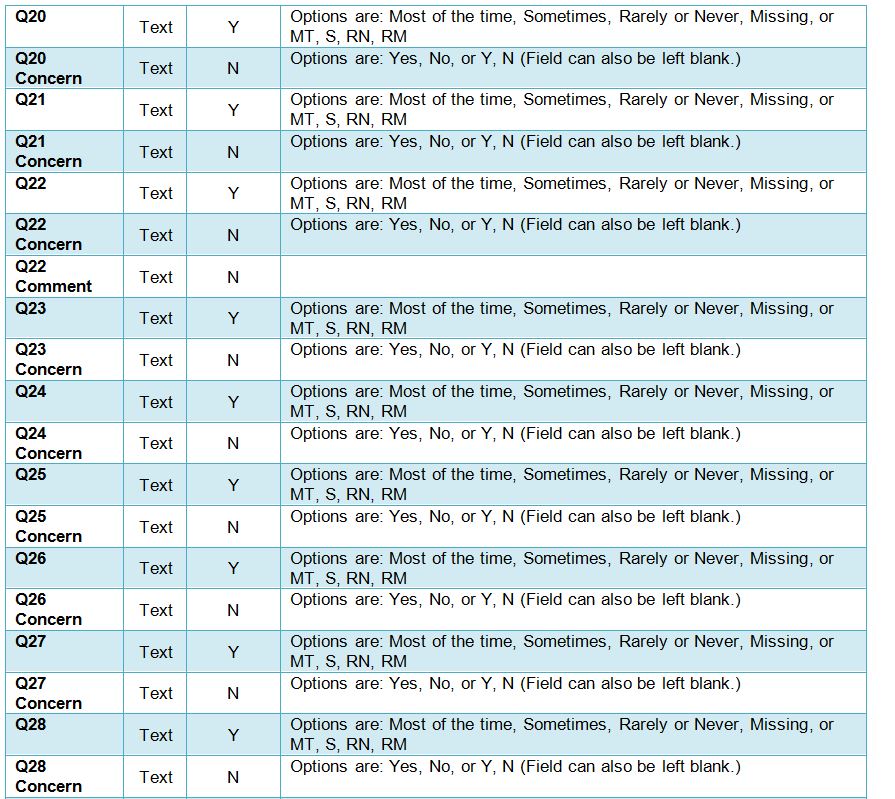 Q20 Text Y Options are: Most of the time, Sometimes, Rarely or Never, Missing, or
MT, S, RN, RM
Q20 Text N Options are: Yes, No, or Y, N (Field can also be left blank.)
Concern
Q21 Text Y Options are: Most of the time, Sometimes, Rarely or Never, Missing, or
MT, S, RN, RM
Q21 Text N Options are: Yes, No, or Y, N (Field can also be left blank.)
Concern
Q22 Text Y Options are: Most of the time, Sometimes, Rarely or Never, Missing, or
MT, S, RN, RM
Q22 Text N Options are: Yes, No, or Y, N (Field can also be left blank.)
Concern
Q22 Text N
Comment
Q23 Text Y Options are: Most of the time, Sometimes, Rarely or Never, Missing, or
MT, S, RN, RM
Q23 Text N Options are: Yes, No, or Y, N (Field can also be left blank.)
Concern
Q24 Text Y Options are: Most of the time, Sometimes, Rarely or Never, Missing, or
MT, S, RN, RM
Q24 Text N Options are: Yes, No, or Y, N (Field can also be left blank.)
Concern
Q25 Text Y Options are: Most of the time, Sometimes, Rarely or Never, Missing, or
MT, S, RN, RM
Q25 Text N Options are: Yes, No, or Y, N (Field can also be left blank.)
Concern
Q26 Text Y Options are: Most of the time, Sometimes, Rarely or Never, Missing, or
MT, S, RN, RM
Q26 Text N Options are: Yes, No, or Y, N (Field can also be left blank.)
Concern
Q27 Text Y Options are: Most of the time, Sometimes, Rarely or Never, Missing, or
MT, S, RN, RM
Q27 Text N Options are: Yes, No, or Y, N (Field can also be left blank.)
Concern
Q28 Text Y Options are: Most of the time, Sometimes, Rarely or Never, Missing, or
MT, S, RN, RM
Q28 Text N Options are: Yes, No, or Y, N (Field can also be left blank.)
Concern